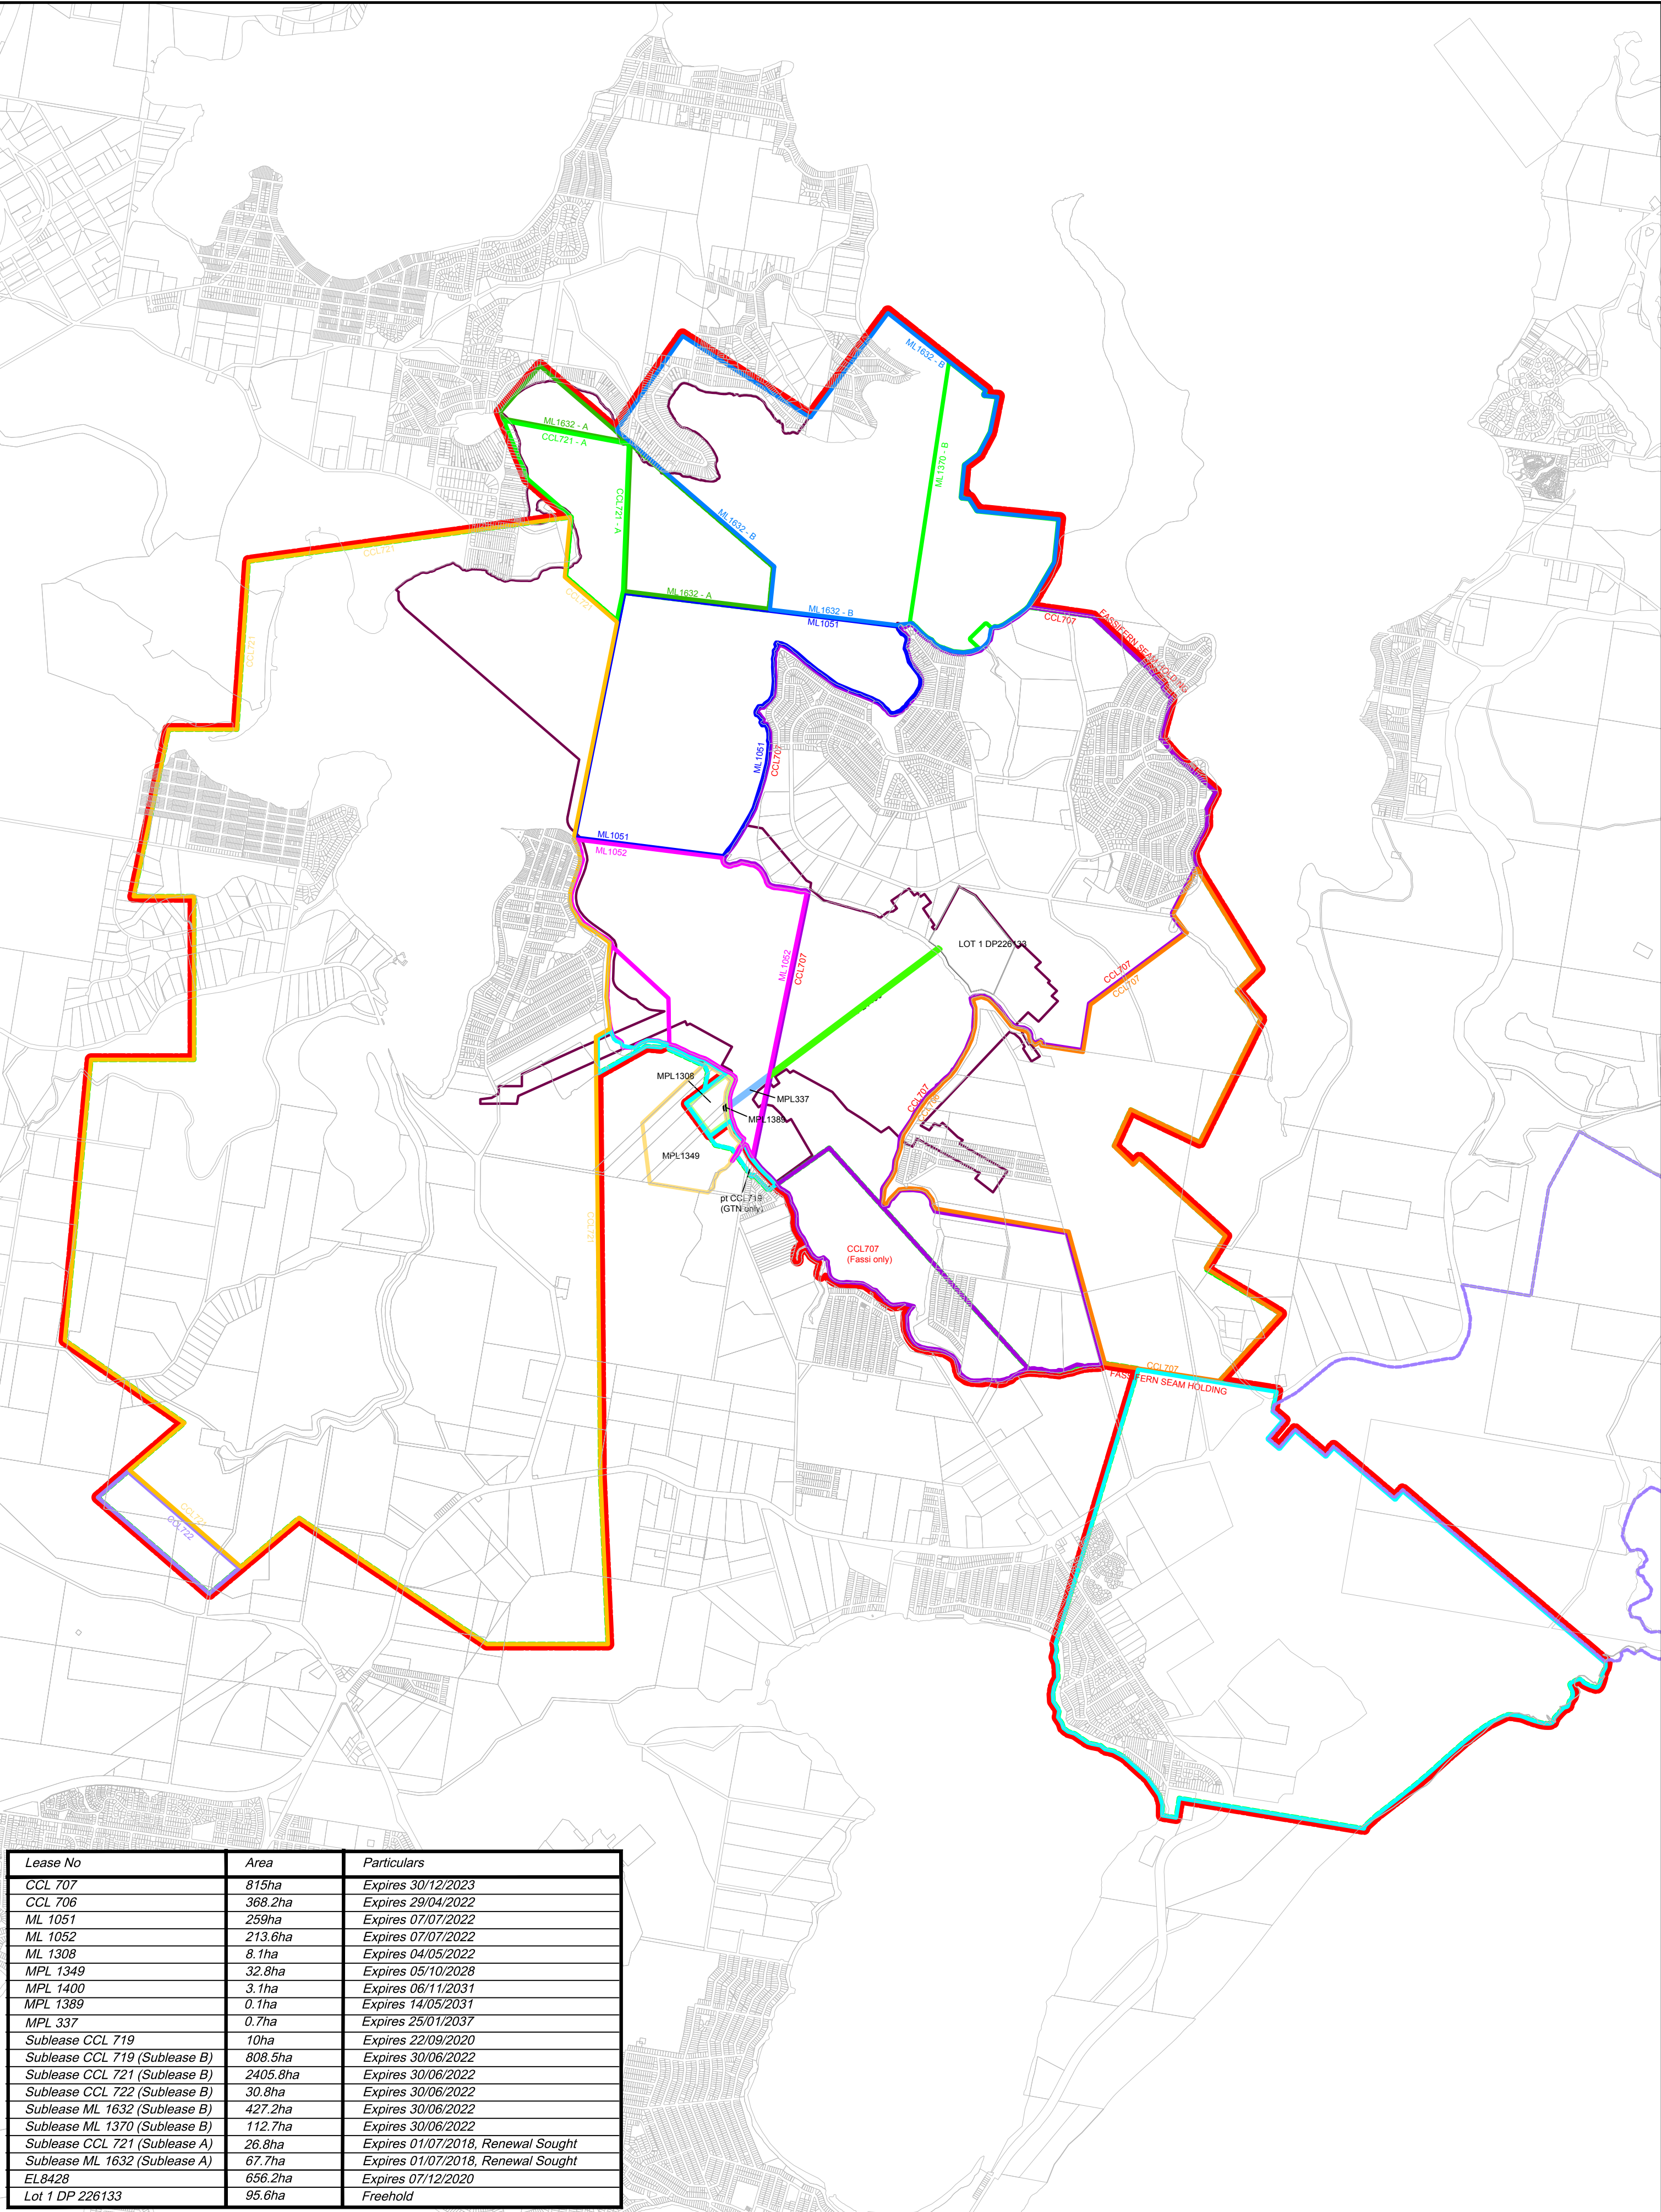 ML1632 - B
ML1632 - A
CCL721 - A
ML1370 - B
CCL721 - A
ML1632 - B
CCL721
CCL721
ML1632 - A
ML1632 - B
ML1051
CCL707
FASSIFERN SEAM HOLDING
CCL721
ML1051
CCL707
ML1051
ML1052
LOT 1 DP226133
ML1052
CCL707
CCL707
CCL707
MPL1308
MPL337
MPL1389
CCL707
CCL706
MPL1349
pt CCL719
(GTN only)
CCL721
CCL707
(Fassi only)
CCL707
FASSIFERN SEAM HOLDING
CCL721
CCL722
Lease No Area Particulars
CCL 707 815ha Expires 30/12/2023
CCL 706 368.2ha Expires 29/04/2022
ML 1051 259ha Expires 07/07/2022
ML 1052 213.6ha Expires 07/07/2022
ML 1308 8.1ha Expires 04/05/2022
MPL 1349 32.8ha Expires 05/10/2028
MPL 1400 3.1ha Expires 06/11/2031
MPL 1389 0.1ha Expires 14/05/2031
MPL 337 0.7ha Expires 25/01/2037
Sublease CCL 719 10ha Expires 22/09/2020
Sublease CCL 719 (Sublease B) 808.5ha Expires 30/06/2022
Sublease CCL 721 (Sublease B) 2405.8ha Expires 30/06/2022
Sublease CCL 722 (Sublease B) 30.8ha Expires 30/06/2022
Sublease ML 1632 (Sublease B) 427.2ha Expires 30/06/2022
Sublease ML 1370 (Sublease B) 112.7ha Expires 30/06/2022
Sublease CCL 721 (Sublease A) 26.8ha Expires 01/07/2018, Renewal Sought
Sublease ML 1632 (Sublease A) 67.7ha Expires 01/07/2018, Renewal Sought
EL8428 656.2ha Expires 07/12/2020
Lot 1 DP 226133 95.6ha Freehold